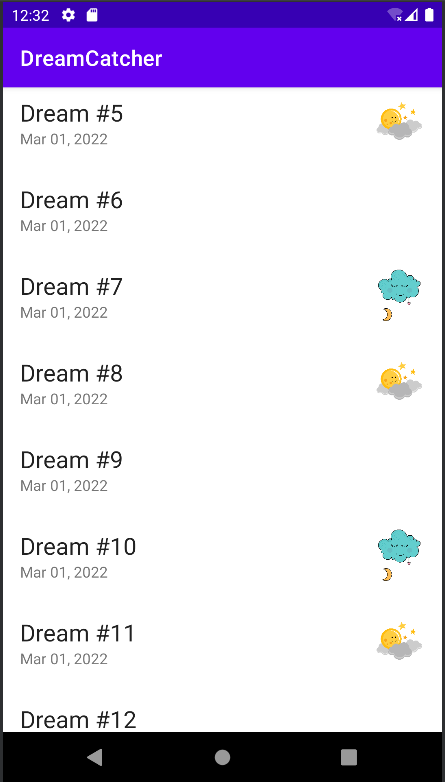 12:32
DreamCatcher
Dream #5
Mar 01, 2022
Dream #6
Mar 01, 2022
Dream #7
Mar 01, 2022
Dream #8
Mar 01, 2022
Dream #9
Mar 01, 2022
Dream #10
Mar 01, 2022
Dream #11
Mar 01, 2022
Dream #12